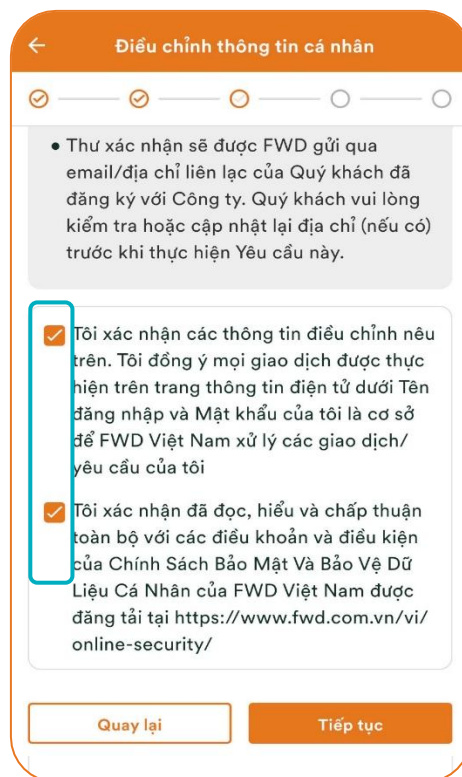 Điều chỉnh thông tin cá nhân
• Thư xác nhận sẽ được FWD gửi qua
email/địa chỉ liên lạc của Quý khách đã
đăng ký với Công ty. Quý khách vui lòng
kiểm tra hoặc cập nhật lại địa chỉ (nếu có)
trước khi thực hiện Yêu cầu này.
Tôi xác nhận các thông tin điều chỉnh nêu
trên. Tôi đồng ý mọi giao dịch được thực
hiện trên trang thông tin điện tử dưới Tên
đăng nhập và Mật khẩu của tôi là cơ sở
để FWD Việt Nam xử lý các giao dịch/
yêu cầu của tôi
Tôi xác nhận đã đọc, hiểu và chấp thuận
toàn bộ với các điều khoản và điều kiện
của Chính Sách Bảo Mật Và Bảo Vệ Dữ
Liệu Cá Nhân của FWD Việt Nam được
đăng tải tại https://www.fwd.com.vn/vi/
online-security/
Quay lại
Tiếp tục